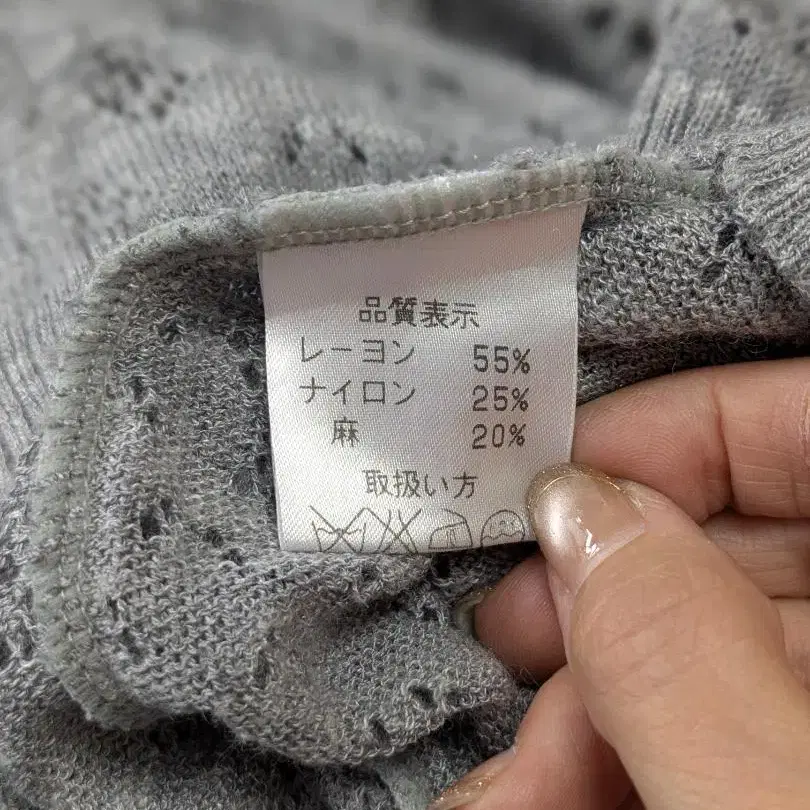 品質表示
レーヨン 55%
ナイロン 25%
麻 20%
取扱い方